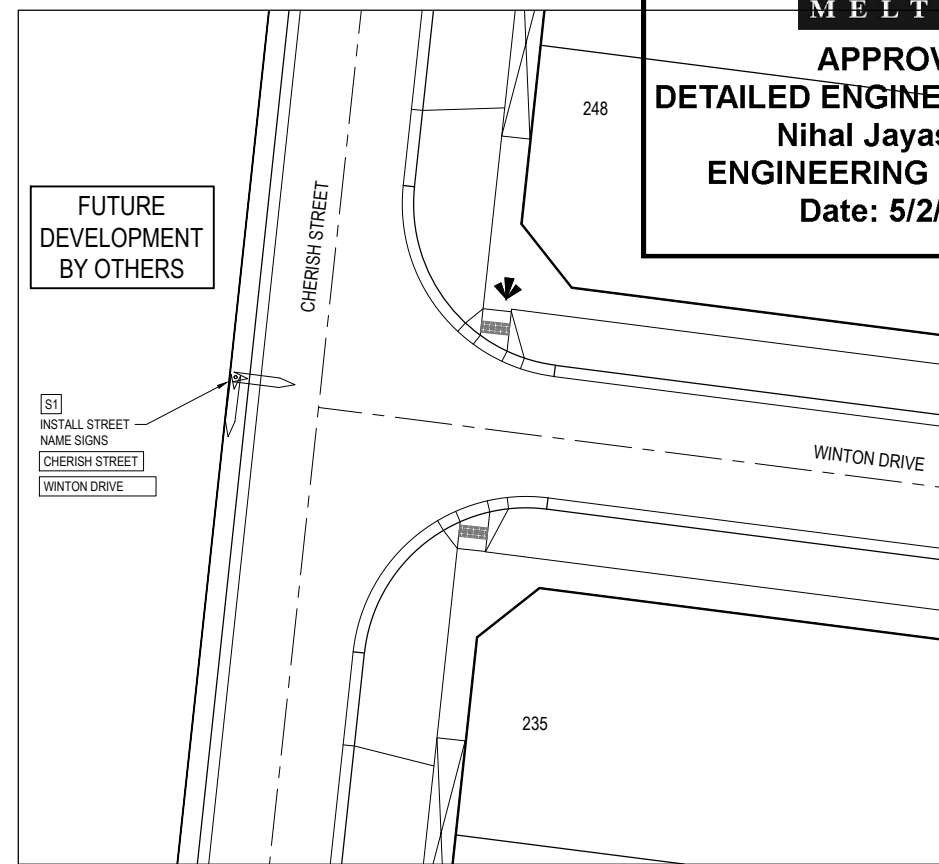 MELT
APPROV
DETAILED ENGINE
Nihal Jayas
ENGINEERING
Date: 5/2/
248
FUTURE
DEVELOPMENT
BY OTHERS
CHERISH STREET
S1
INSTALL STREET
NAME SIGNS
CHERISH STREET
WINTON DRIVE
WINTON DRIVE
235